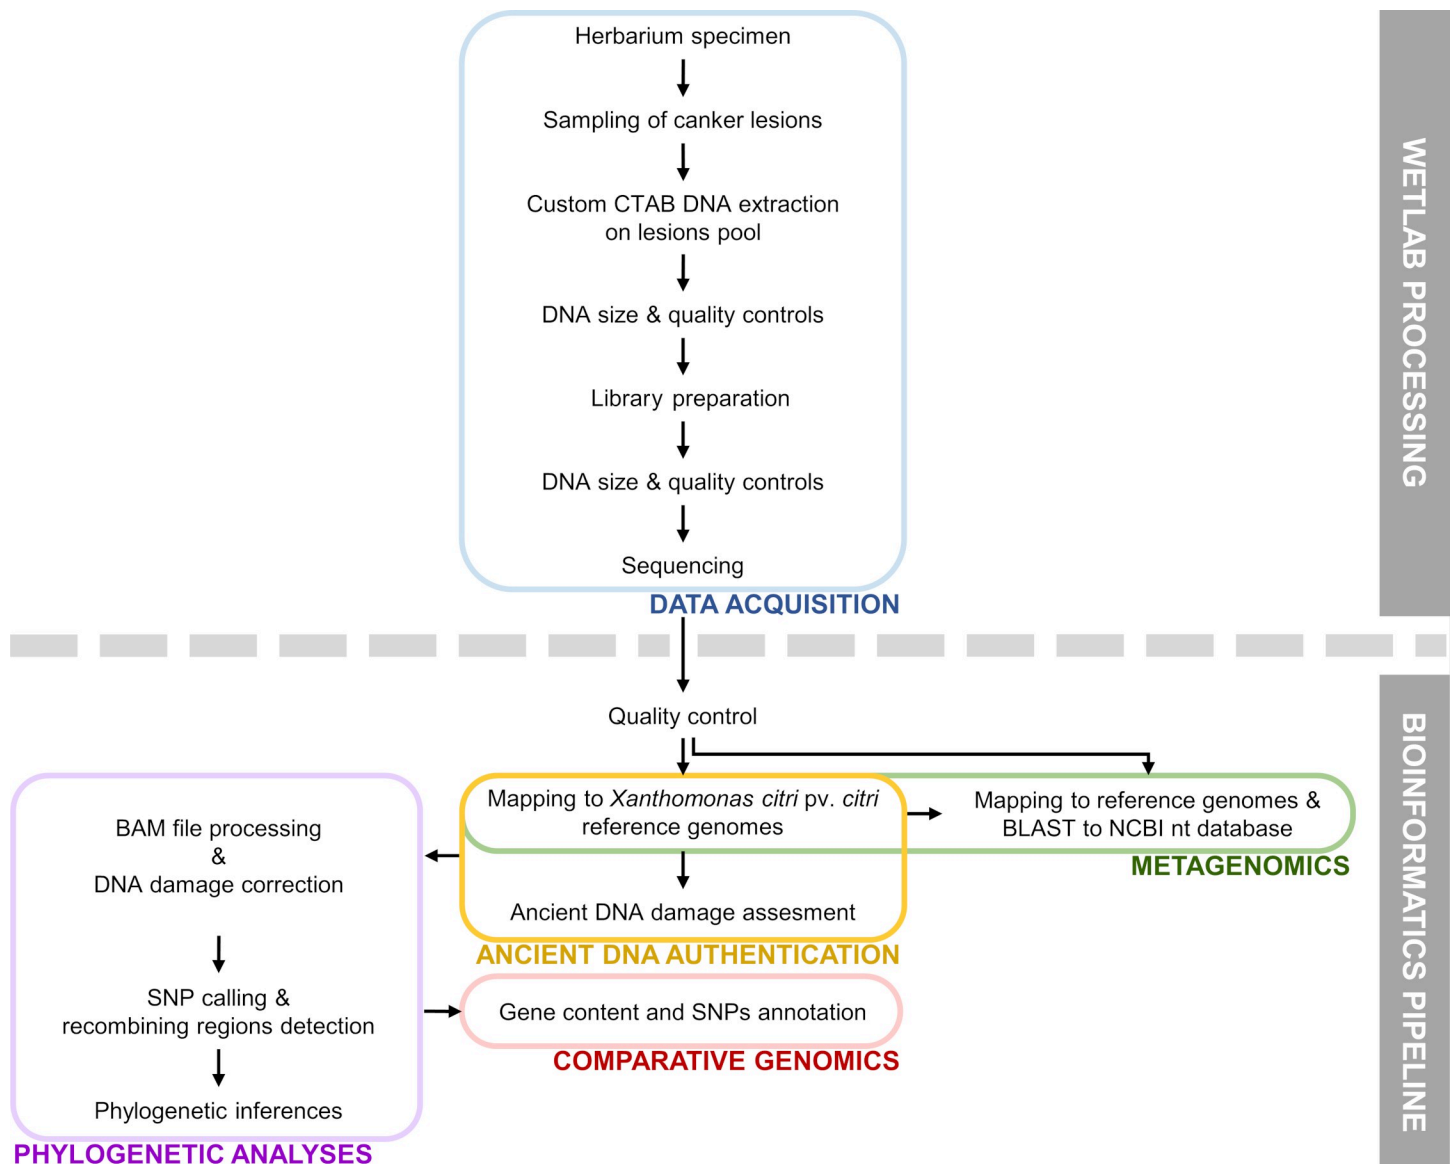 Herbarium specimen
Sampling of canker lesions
Custom CTAB DNA extraction
on lesions pool
DNA size & quality controls
Library preparation
DNA size & quality controls
Sequencing
DATA ACQUISITION
WETLAB PROCESSING
Quality control
Mapping to Xanthomonas citri pv. citri
reference genomes
Mapping to reference genomes &
BLAST to NCBI nt database
METAGENOMICS
Ancient DNA damage assesment
ANCIENT DNA AUTHENTICATION
BAM file processing
&
DNA damage correction
SNP calling &
recombining regions detection
Phylogenetic inferences
PHYLOGENETIC ANALYSES
Gene content and SNPs annotation
COMPARATIVE GENOMICS
BIOINFORMATICS PIPELINE